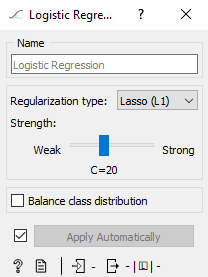 Logistic Regre...
Name
Logistic Regression
Regularization type: Lasso (L1)
Strength:
Weak Strong
C=20
Balance class distribution
Apply Automatically
? - - | - | -